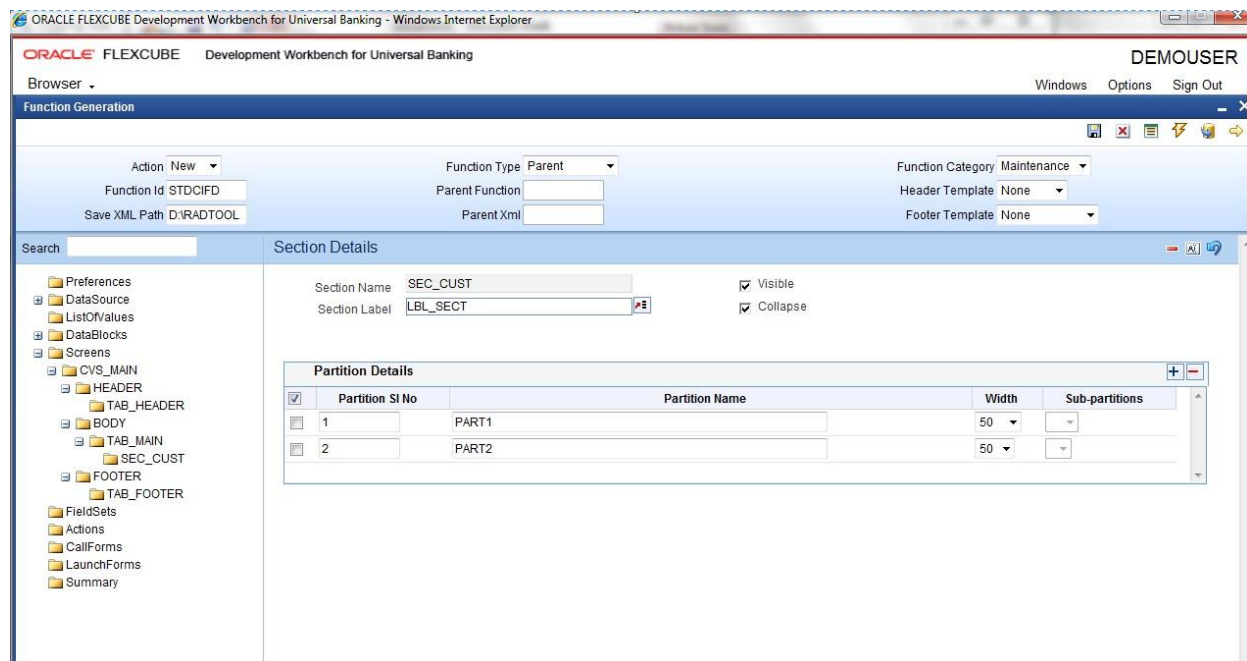 ORACLE FLEXCUBE Development Workbench for Universal Banking - Windows Internet Explorer
ORACLE FLEXCUBE Development Workbench for Universal Banking DEMOUSER
Browser Windows Options Sign Out
Function Generation
Action New Function Type Parent Function Category Maintenance
Function Id STDCIFD Parent Function Header Template None
Save XML Path D:\RADTOOL Parent Xml Footer Template None
Search
Section Details
Preferences
DataSource
ListOfValues
DataBlocks
Screens
CVS_MAIN
HEADER
TAB_HEADER
BODY
TAB_MAIN
SEC_CUST
FOOTER
TAB_FOOTER
FieldSets
Actions
CallForms
LaunchForms
Summary
Section Name SEC_CUST Visible
Section Label LBL_SECT Collapse
Partition Details
Partition Sl No Partition Name Width Sub-partitions
1 PART1 50
2 PART2 50